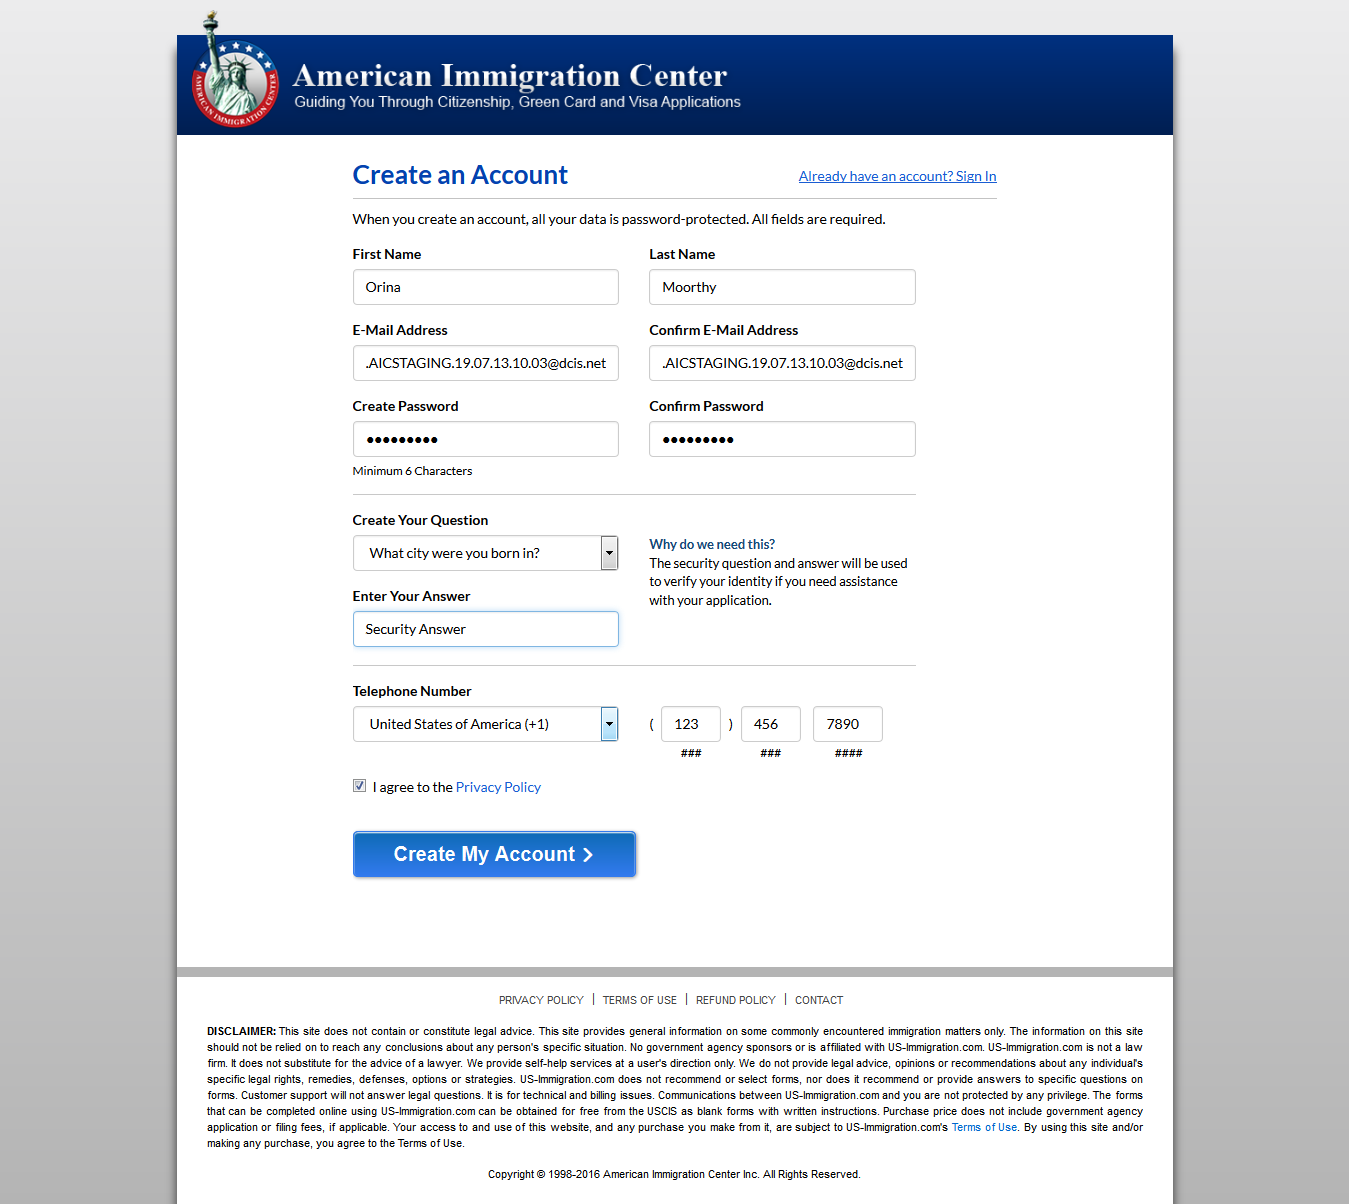 AMERICAN IMMIGRATION CENTER
American Immigration Center
Guiding You Through Citizenship, Green Card and Visa Applications
Create an Account
Already have an account? Sign In
When you create an account, all your data is password-protected. All fields are required.
First Name
Last Name
Orina
Moorthy
E-Mail Address
Confirm E-Mail Address
.AICSTAGING.19.07.13.10.03@dcis.net
.AICSTAGING.19.07.13.10.03@dcis.net
Create Password
Confirm Password
●●●●●●●●●
●●●●●●●●●
Minimum 6 Characters
Create Your Question
What city were you born in?
Why do we need this?
The security question and answer will be used
to verify your identity if you need assistance
with your application.
Enter Your Answer
Security Answer
Telephone Number
United States of America (+1)
( 123 ) 456 7890
### ### ####
I agree to the Privacy Policy
Create My Account
PRIVACY POLICY | TERMS OF USE | REFUND POLICY | CONTACT
DISCLAIMER: This site does not contain or constitute legal advice. This site provides general information on some commonly encountered immigration matters only. The information on this site
should not be relied on to reach any conclusions about any person's specific situation. No government agency sponsors or is affiliated with US-Immigration.com. US-Immigration.com is not a law
firm. It does not substitute for the advice of a lawyer. We provide self-help services at a user's direction only. We do not provide legal advice, opinions or recommendations about any individual's
specific legal rights, remedies, defenses, options or strategies. US-Immigration.com does not recommend or select forms, nor does it recommend or provide answers to specific questions on
forms. Customer support will not answer legal questions. It is for technical and billing issues. Communications between US-Immigration.com and you are not protected by any privilege. The forms
that can be completed online using US-Immigration.com can be obtained for free from the USCIS as blank forms with written instructions. Purchase price does not include government agency
application or filing fees, if applicable. Your access to and use of this website, and any purchase you make from it, are subject to US-Immigration.com's Terms of Use. By using this site and/or
making any purchase, you agree to the Terms of Use.
Copyright © 1998-2016 American Immigration Center Inc. All Rights Reserved.